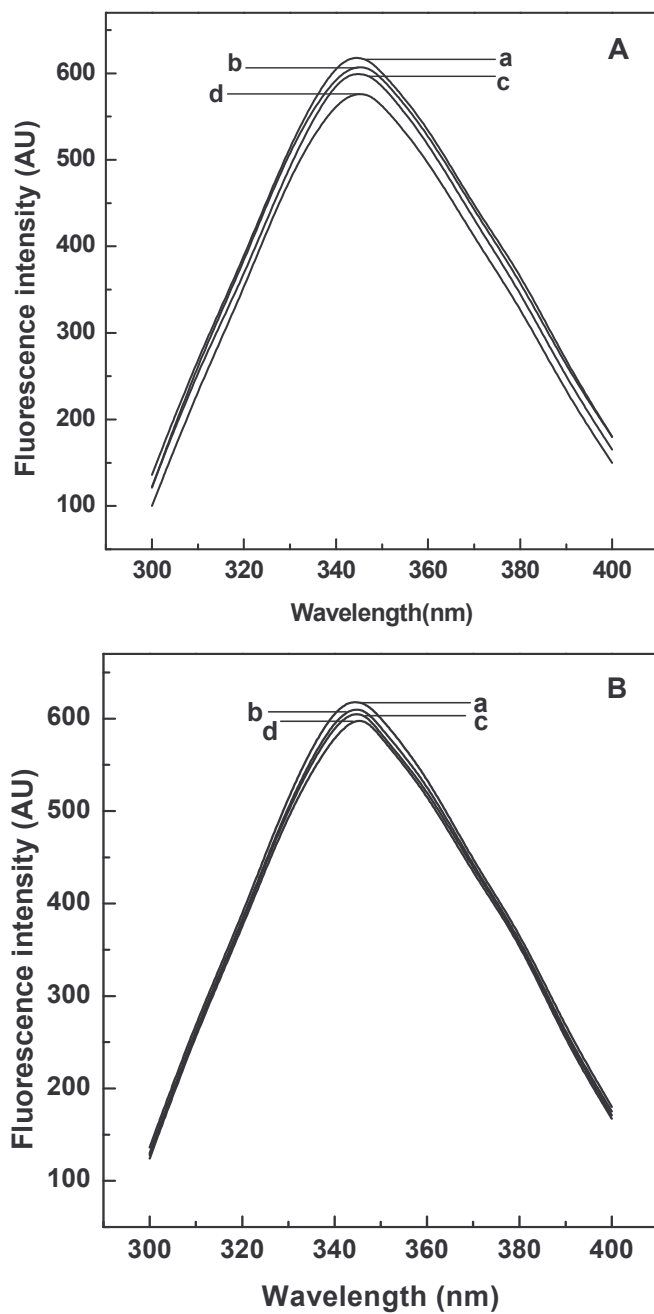 A
b a
c
d
600
500
400
300
200
100
Fluorescence intensity (AU)
300 320 340 360 380 400
Wavelength(nm)
B
a
b c
d
600
500
400
300
200
100
Fluorescence intensity (AU)
300 320 340 360 380 400
Wavelength (nm)